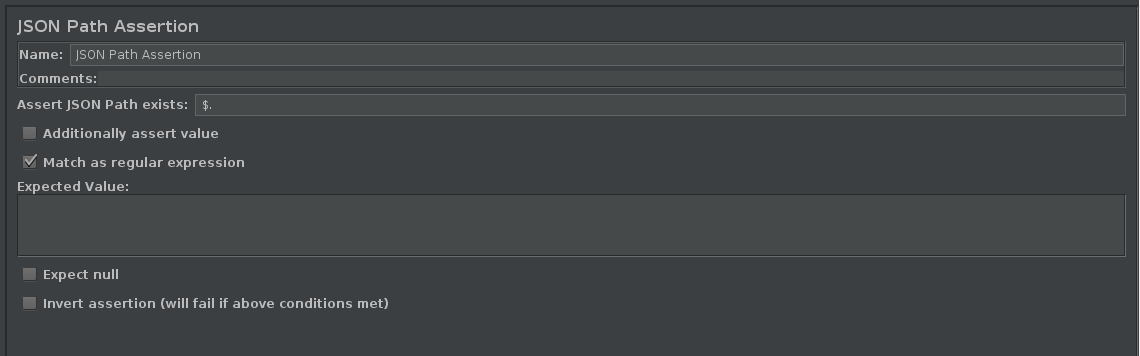 JSON Path Assertion
Name: JSON Path Assertion
Comments:
Assert JSON Path exists: $.
Additionally assert value
Match as regular expression
Expected Value:
Expect null
Invert assertion (will fail if above conditions met)